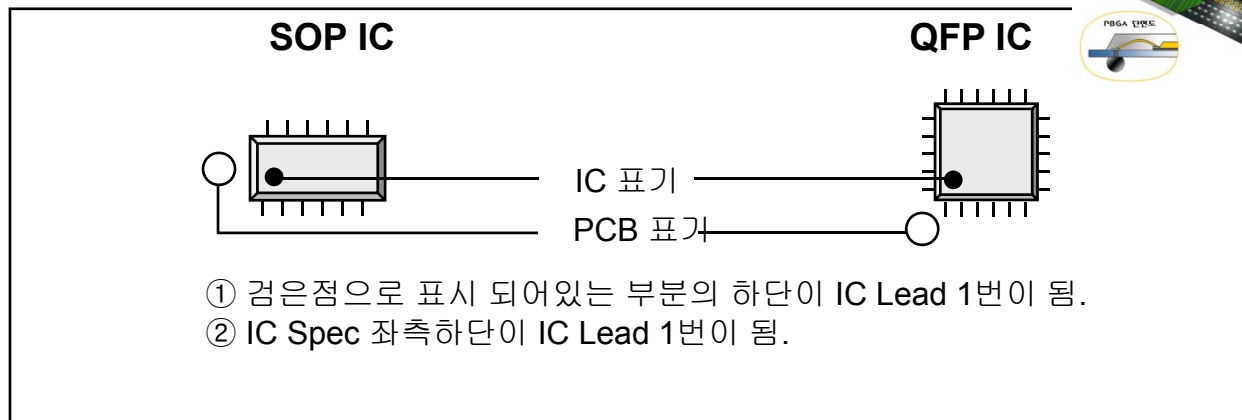 SOP IC
QFP IC
PBGA 단면도
IC 표기
PCB 표기
① 검은점으로 표시 되어있는 부분의 하단이 IC Lead 1번이 됨.
② IC Spec 좌측하단이 IC Lead 1번이 됨.